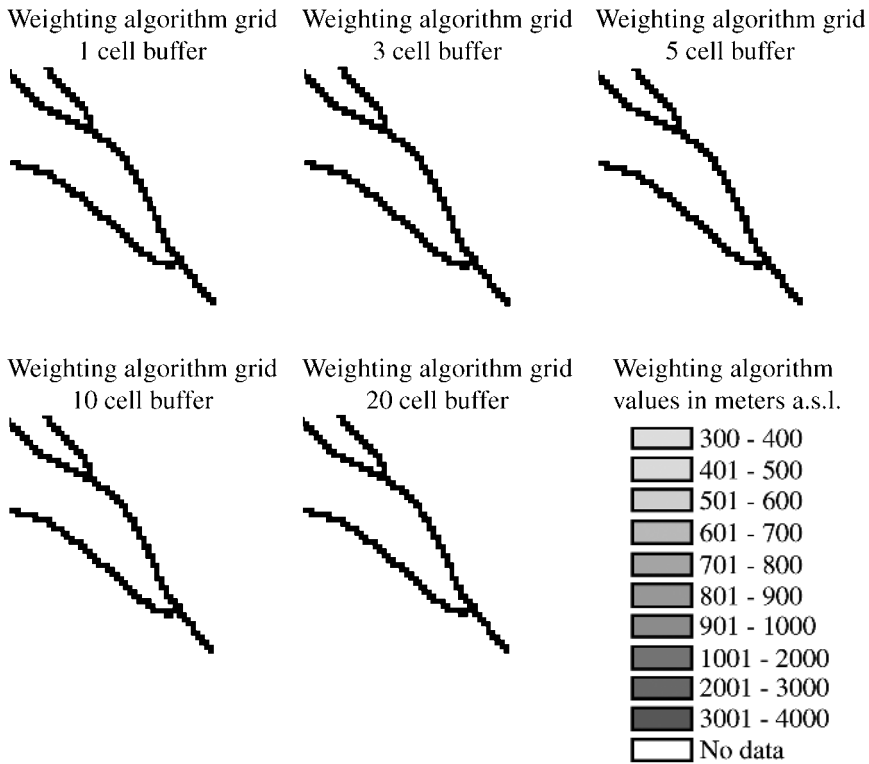 Weighting algorithm grid
1 cell buffer
Weighting algorithm grid
3 cell buffer
Weighting algorithm grid
5 cell buffer
Weighting algorithm grid
10 cell buffer
Weighting algorithm grid
20 cell buffer
Weighting algorithm
values in meters a.s.l.
300 - 400
401 - 500
501 - 600
601 - 700
701 - 800
801 - 900
901 - 1000
1001 - 2000
2001 - 3000
3001 - 4000
No data